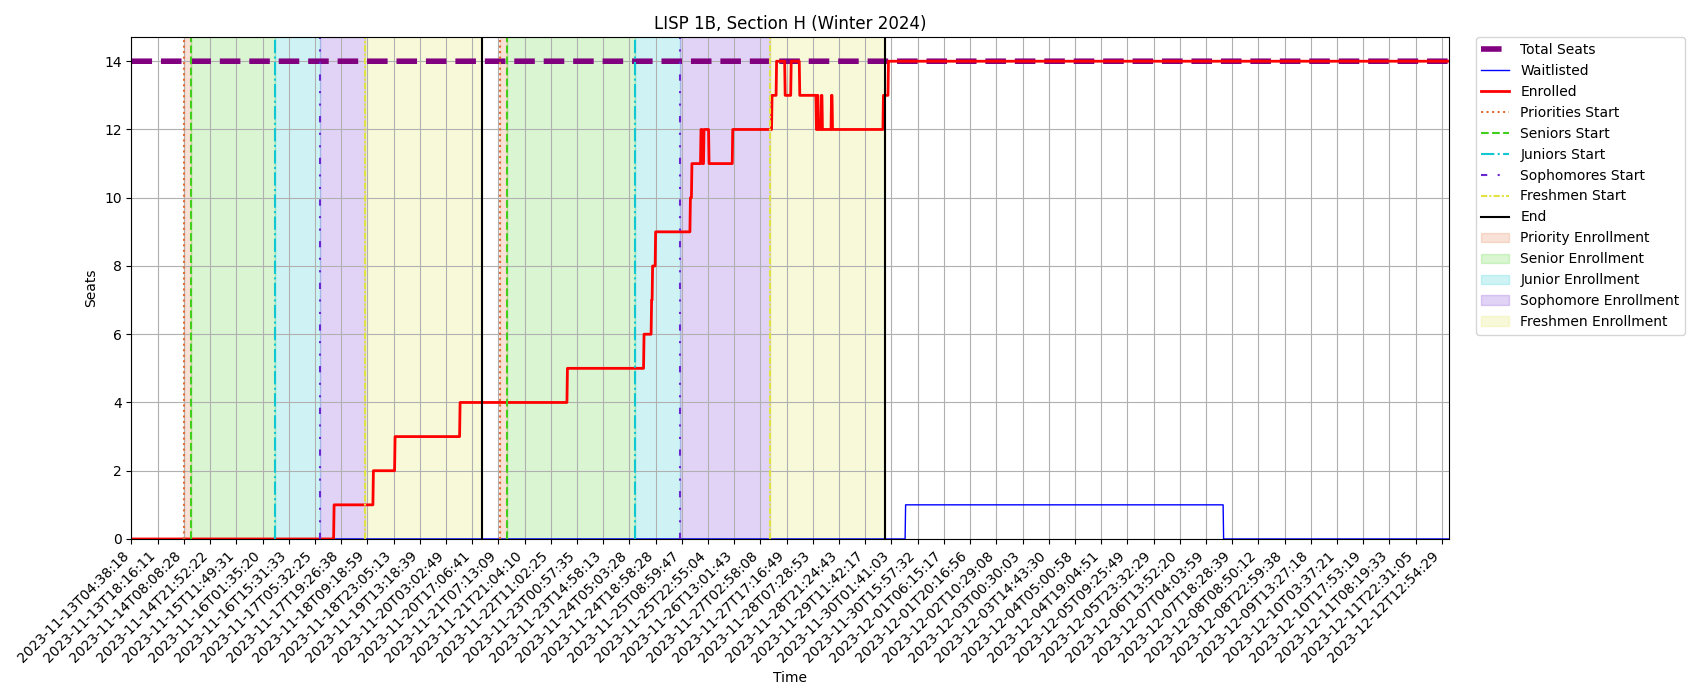 LISP 1B, Section H (Winter 2024)
Seats
14
12
10
8
6
4
2
0
2023-11-13T04:38:18
2023-11-13T18:16:11
2023-11-14T08:08:28
2023-11-14T21:52:22
2023-11-15T11:49:31
2023-11-16T01:35:20
2023-11-16T15:31:33
2023-11-17T05:32:25
2023-11-17T19:26:38
2023-11-18T09:18:59
2023-11-18T23:05:13
2023-11-19T13:18:39
2023-11-20T03:02:49
2023-11-20T17:06:41
2023-11-21T07:13:09
2023-11-21T21:04:10
2023-11-22T11:02:25
2023-11-23T00:57:35
2023-11-23T14:58:13
2023-11-24T05:03:28
2023-11-24T18:58:28
2023-11-25T08:59:47
2023-11-25T22:55:04
2023-11-26T13:01:43
2023-11-27T02:58:08
2023-11-27T17:16:49
2023-11-28T07:28:53
2023-11-28T21:24:43
2023-11-29T11:42:17
2023-11-30T01:41:03
2023-11-30T15:57:32
2023-12-01T06:15:17
2023-12-01T20:16:56
2023-12-02T10:29:08
2023-12-03T00:30:03
2023-12-03T14:43:30
2023-12-04T05:00:58
2023-12-04T19:04:51
2023-12-05T09:25:49
2023-12-05T23:32:29
2023-12-06T13:52:20
2023-12-07T04:03:59
2023-12-07T18:28:39
2023-12-08T08:50:12
2023-12-08T22:59:38
2023-12-09T13:27:18
2023-12-10T03:37:21
2023-12-10T17:53:19
2023-12-11T08:19:33
2023-12-11T22:31:05
2023-12-12T12:54:29
Time
Total Seats
Waitlisted
Enrolled
Priorities Start
Seniors Start
Juniors Start
Sophomores Start
Freshmen Start
End
Priority Enrollment
Senior Enrollment
Junior Enrollment
Sophomore Enrollment
Freshmen Enrollment